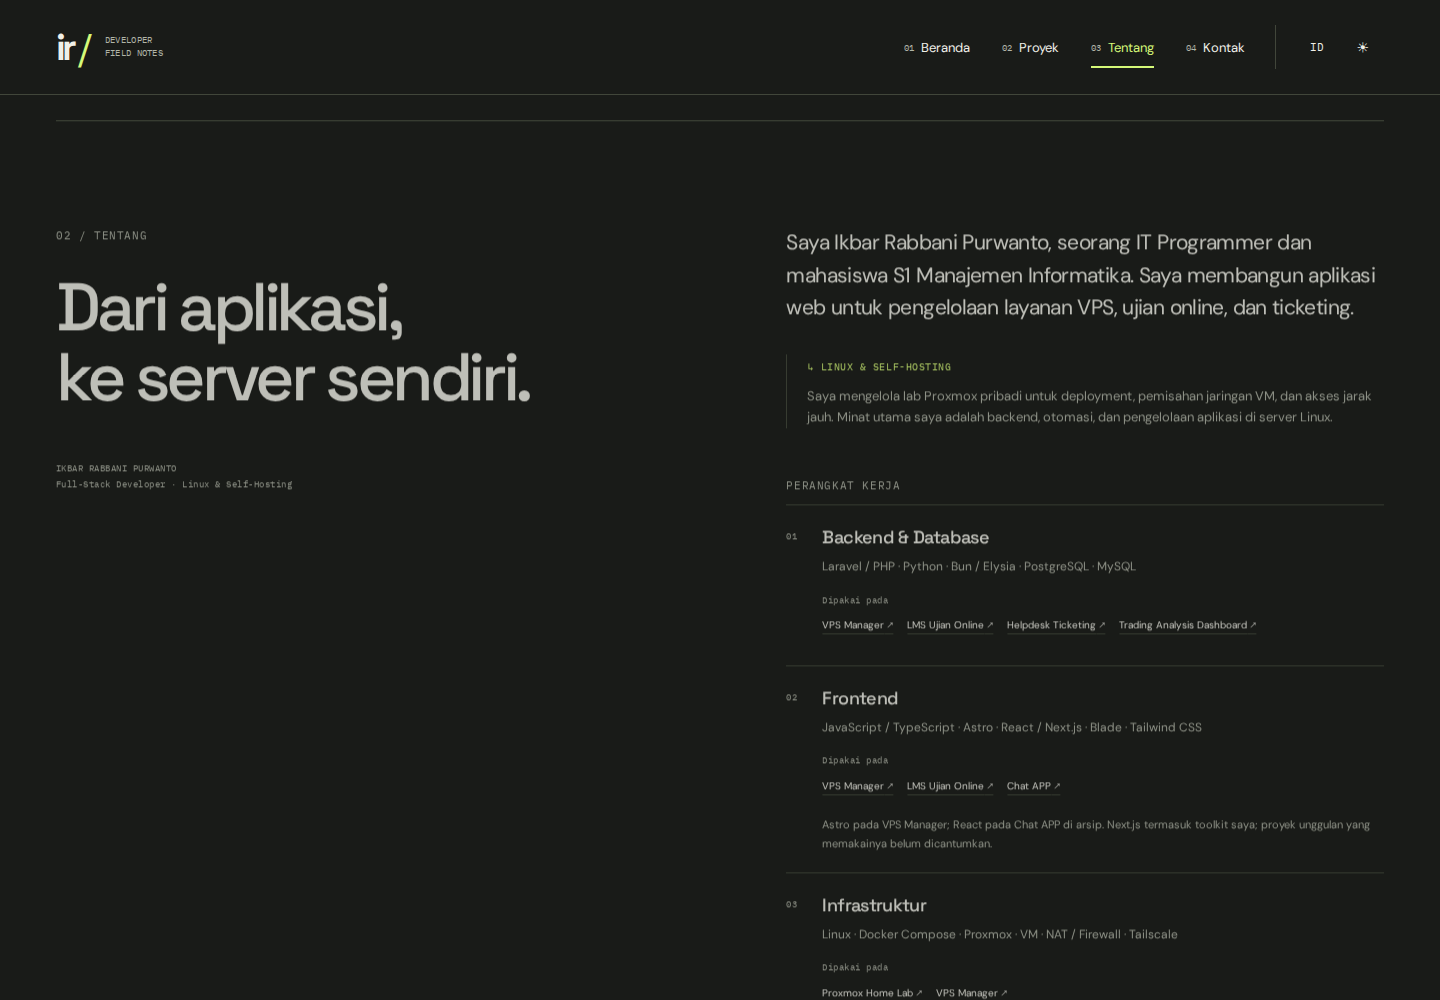 ir/
DEVELOPER
FIELD NOTES
01 Beranda
02 Proyek
03 Tentang
04 Kontak
ID
02 / TENTANG
Dari aplikasi,
ke server sendiri.
IKBAR RABBANI PURWANTO
Full-Stack Developer · Linux & Self-Hosting
Saya Ikbar Rabbani Purwanto, seorang IT Programmer dan
mahasiswa S1 Manajemen Informatika. Saya membangun aplikasi
web untuk pengelolaan layanan VPS, ujian online, dan ticketing.
↳ LINUX & SELF-HOSTING
Saya mengelola lab Proxmox pribadi untuk deployment, pemisahan jaringan VM, dan akses jarak
jauh. Minat utama saya adalah backend, otomasi, dan pengelolaan aplikasi di server Linux.
PERANGKAT KERJA
01 Backend & Database
Laravel / PHP · Python · Bun / Elysia · PostgreSQL · MySQL
Dipakai pada
VPS Manager ↗ LMS Ujian Online ↗ Helpdesk Ticketing ↗ Trading Analysis Dashboard ↗
02 Frontend
JavaScript / TypeScript · Astro · React / Next.js · Blade · Tailwind CSS
Dipakai pada
VPS Manager ↗ LMS Ujian Online ↗ Chat APP ↗
Astro pada VPS Manager; React pada Chat APP di arsip. Next.js termasuk toolkit saya; proyek unggulan yang
memakainya belum dicantumkan.
03 Infrastruktur
Linux · Docker Compose · Proxmox · VM · NAT / Firewall · Tailscale
Dipakai pada
Proxmox Home Lab ↗ VPS Manager ↗